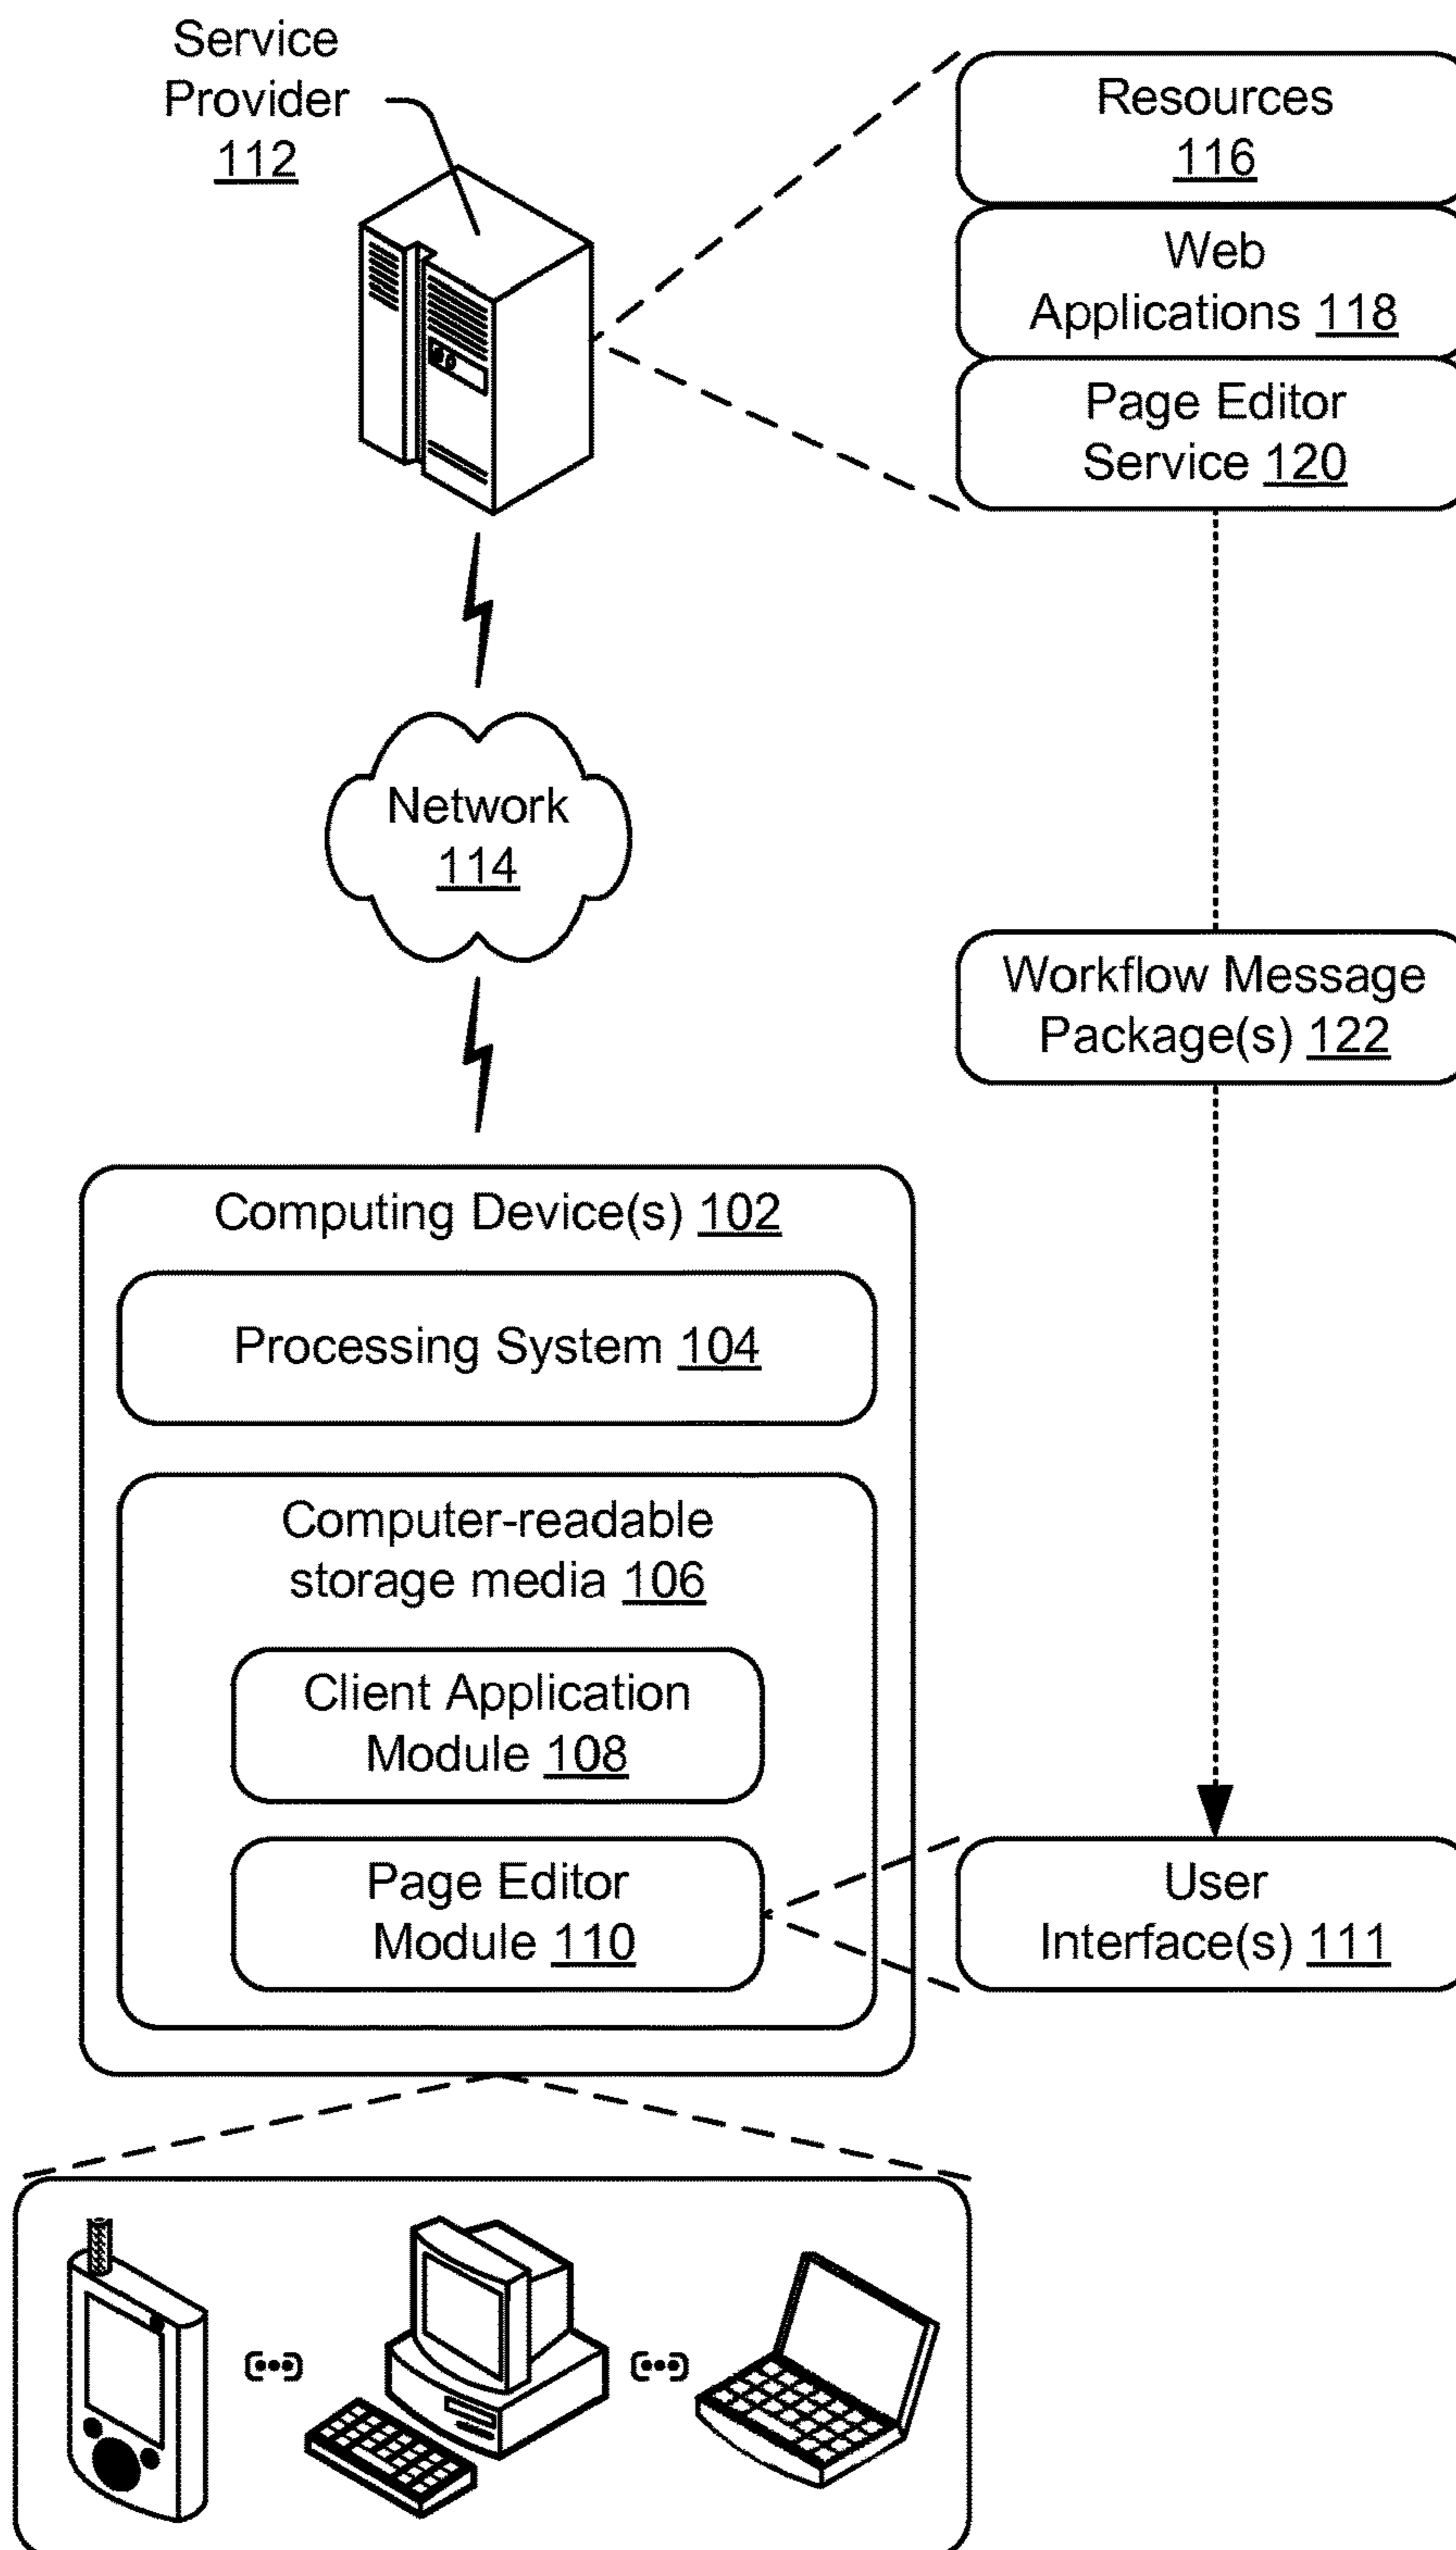 Service
Provider
112
Resources
116
Web
Applications 118
Page Editor
Service 120
Network
114
Workflow Message
Package(s) 122
Computing Device(s) 102
Processing System 104
Computer-readable
storage media 106
Client Application
Module 108
Page Editor
Module 110
User
Interface(s) 111